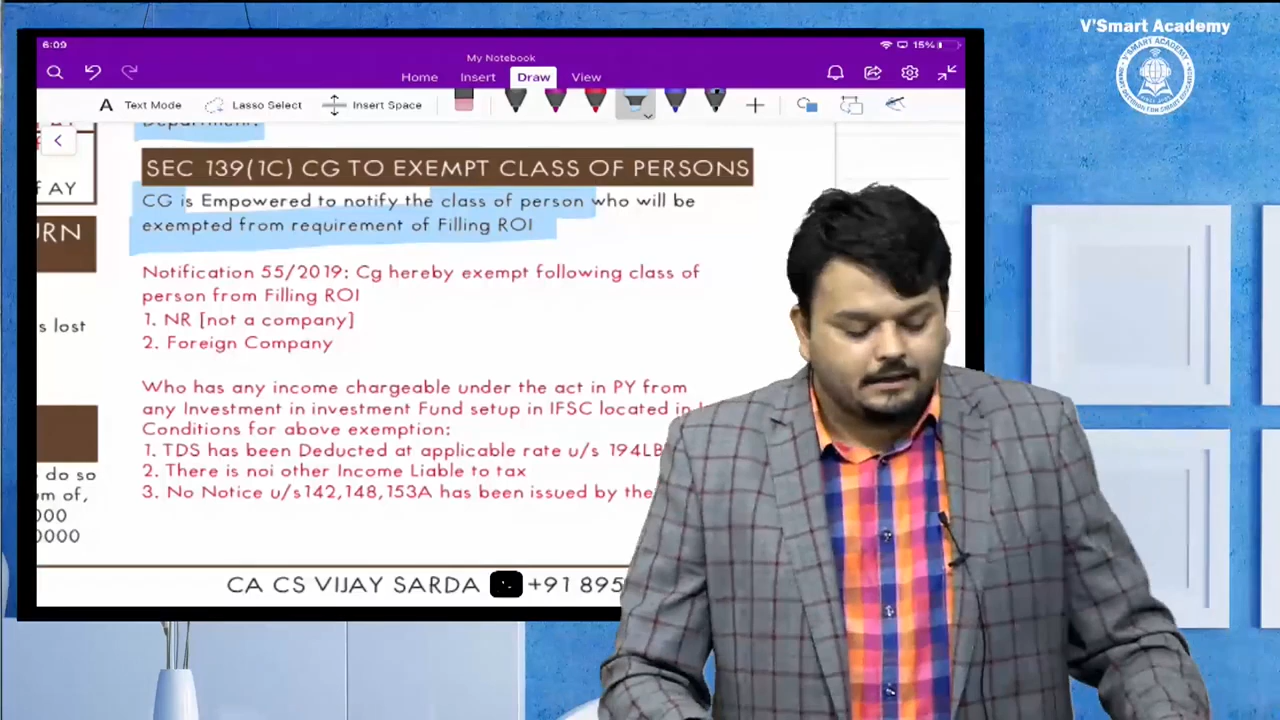 V'Smart Academy
6:09
15%
My Notebook
Home Insert Draw View
A Text Mode Lasso Select Insert Space
Department.
SEC 139(1C) CG TO EXEMPT CLASS OF PERSONS
f AY
CG is Empowered to notify the class of person who will be
URN
exempted from requirement of Filling ROI
Notification 55/2019: Cg hereby exempt following class of
person from Filling ROI
1. NR [not a company]
s lost
2. Foreign Company
Who has any income chargeable under the act in PY from
any Investment in investment Fund setup in IFSC located in
Conditions for above exemption:
1. TDS has been Deducted at applicable rate u/s 194LB
2. There is noi other Income Liable to tax
do so
3. No Notice u/s142,148,153A has been issued by the
um of,
000
0000
CA CS VIJAY SARDA +91 895